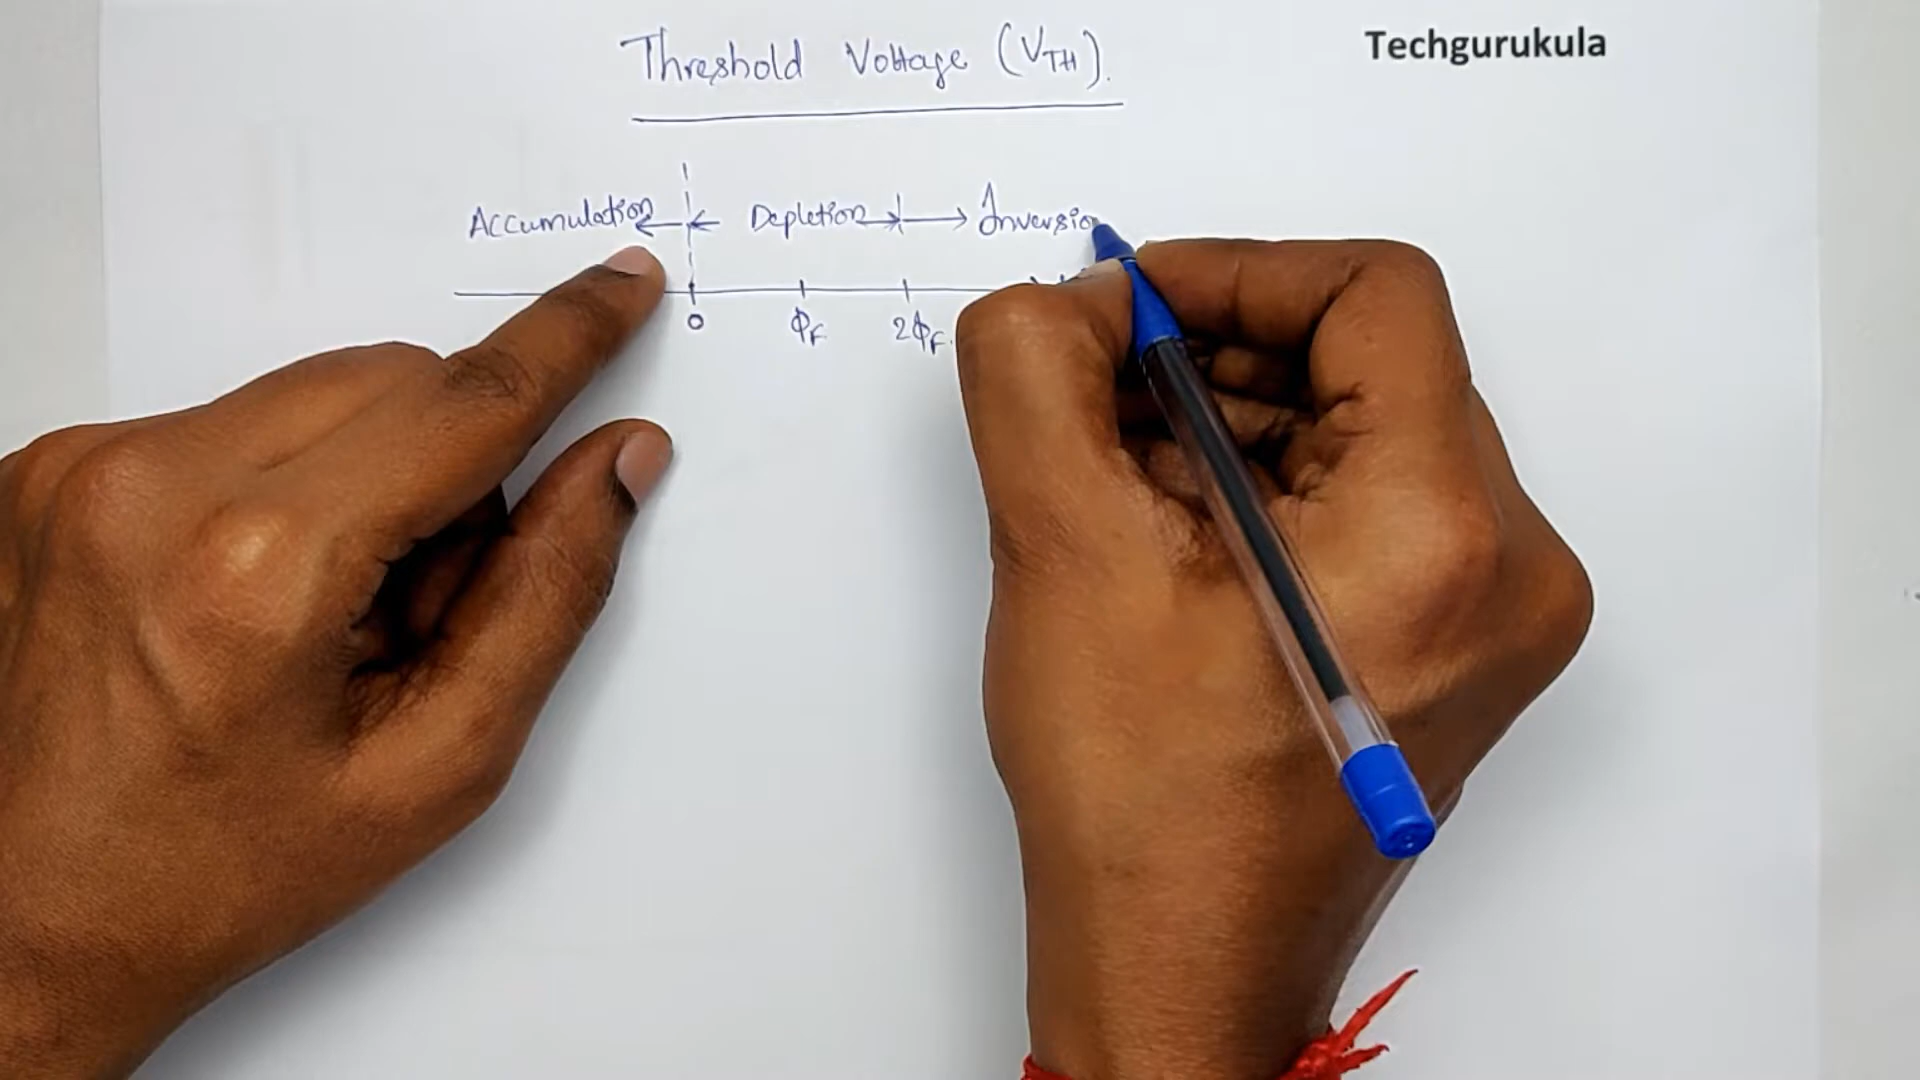 Threshold Voltage (VTH).
Techgurukula
Accumulation Depletion Inversion
0 ΦF 2ΦF.